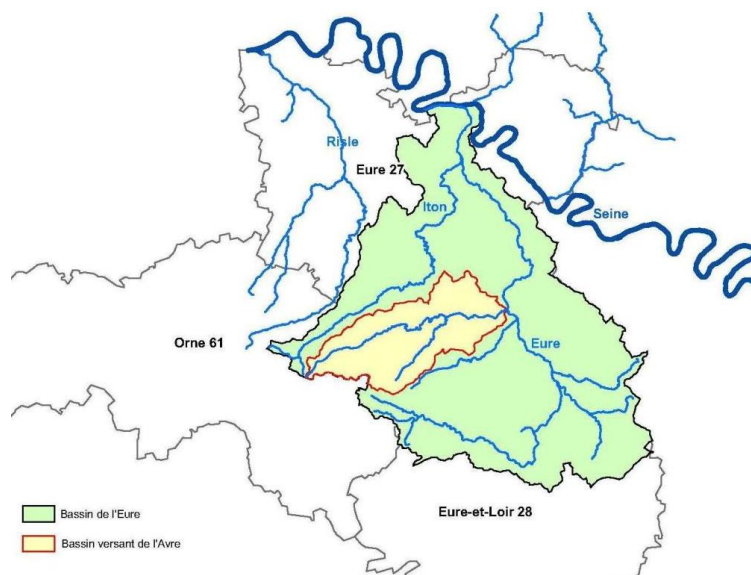 Risle
Eure 27
Iton
Seine
Orne 61
Eure
Bassin de l'Eure
Eure-et-Loir 28
Bassin versant de l'Avre